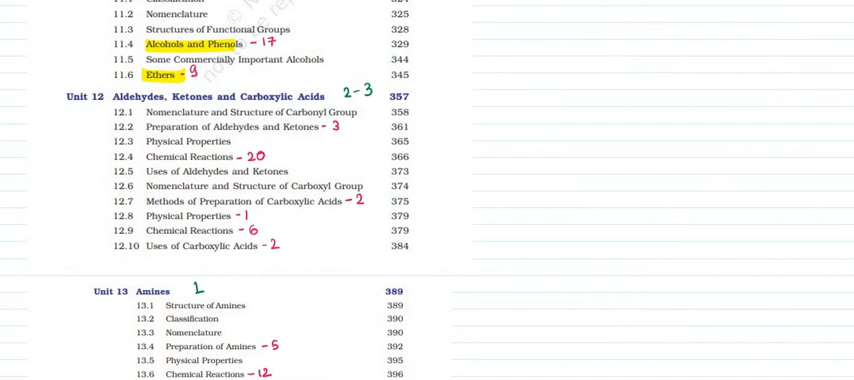 11.2 Nomenclature 325
11.3 Structures of Functional Groups 328
11.4 Alcohols and Phenols - 17 329
11.5 Some Commercially Important Alcohols 344
11.6 Ethers - 9 345
Unit 12 Aldehydes, Ketones and Carboxylic Acids 2-3 357
12.1 Nomenclature and Structure of Carbonyl Group 358
12.2 Preparation of Aldehydes and Ketones - 3 361
12.3 Physical Properties 365
12.4 Chemical Reactions - 20 366
12.5 Uses of Aldehydes and Ketones 373
12.6 Nomenclature and Structure of Carboxyl Group 374
12.7 Methods of Preparation of Carboxylic Acids - 2 375
12.8 Physical Properties - 1 379
12.9 Chemical Reactions - 6 379
12.10 Uses of Carboxylic Acids - 2 384
Unit 13 Amines 1 389
13.1 Structure of Amines 389
13.2 Classification 390
13.3 Nomenclature 390
13.4 Preparation of Amines - 5 392
13.5 Physical Properties 395
13.6 Chemical Reactions - 12 396